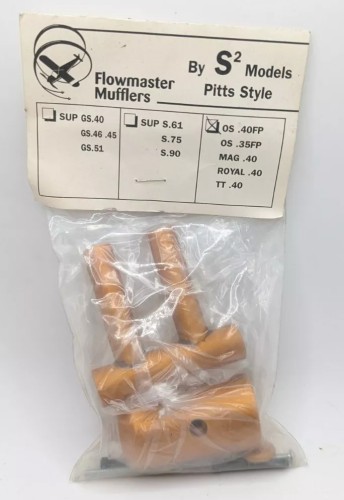 Flowmaster
Mufflers
By S² Models
Pitts Style
SUP GS.40
GS.46 .45
GS.51
SUP S.61
S.75
S.90
OS .40FP
OS .35FP
MAG .40
ROYAL .40
TT .40